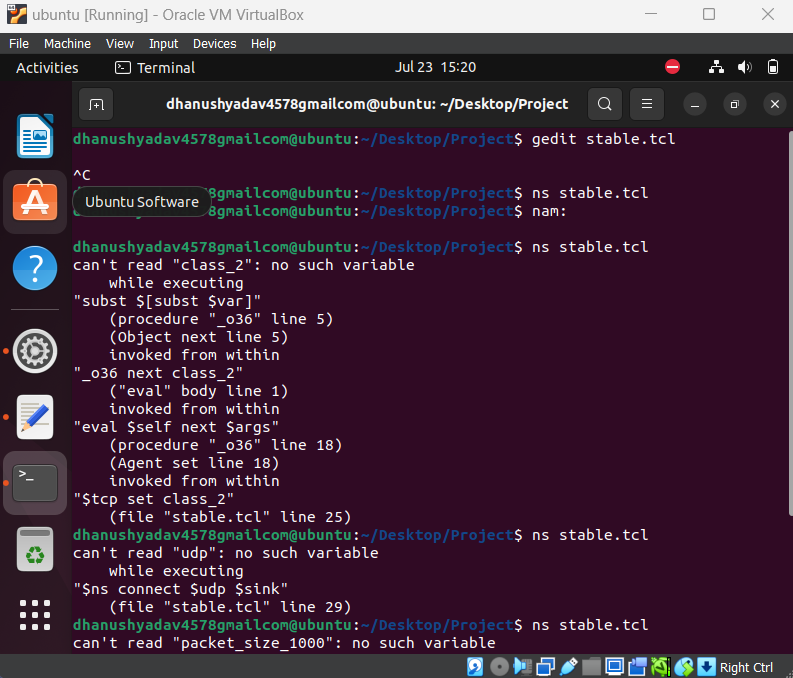 ubuntu [Running] - Oracle VM VirtualBox
File Machine View Input Devices Help
Activities Terminal Jul 23 15:20
dhanushyadav4578gmailcom@ubuntu: ~/Desktop/Project
dhanushyadav4578gmailcom@ubuntu:~/Desktop/Project$ gedit stable.tcl
^C
8gmailcom@ubuntu:~/Desktop/Project$ ns stable.tcl
Ubuntu Software
8gmailcom@ubuntu:~/Desktop/Project$ nam:
dhanushyadav4578gmailcom@ubuntu:~/Desktop/Project$ ns stable.tcl
can't read "class_2": no such variable
while executing
"subst $[subst $var]"
(procedure "_o36" line 5)
(Object next line 5)
invoked from within
"_o36 next class_2"
("eval" body line 1)
invoked from within
"eval $self next $args"
(procedure "_o36" line 18)
(Agent set line 18)
invoked from within
"$tcp set class_2"
(file "stable.tcl" line 25)
dhanushyadav4578gmailcom@ubuntu:~/Desktop/Project$ ns stable.tcl
can't read "udp": no such variable
while executing
"$ns connect $udp $sink"
(file "stable.tcl" line 29)
dhanushyadav4578gmailcom@ubuntu:~/Desktop/Project$ ns stable.tcl
can't read "packet_size_1000": no such variable
Right Ctrl